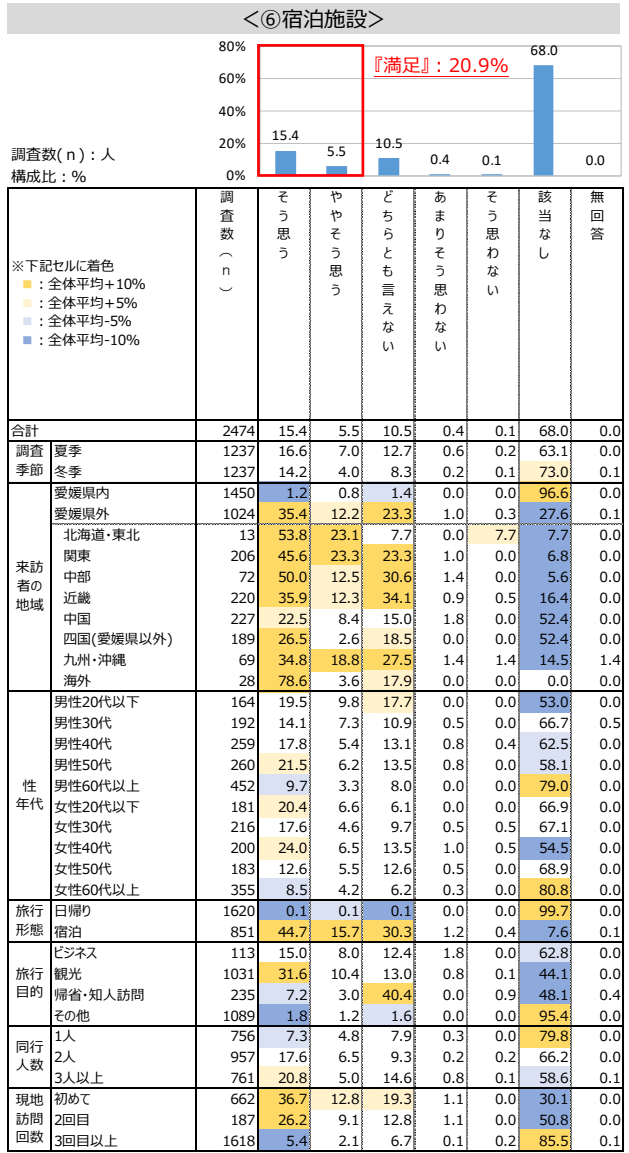 ＜⑥宿泊施設＞
80%
60%
40%
20%
0%
『満足』: 20.9%
15.4
5.5
10.5
0.4
0.1
68.0
0.0
調査数(ｎ)：人
構成比：%
調査数（ｎ） そう思う ややそう思う どちらとも言えない あまりそう思わない そう思わない 該当なし 無回答
※下記セルに着色
■：全体平均+10%
■：全体平均+5%
■：全体平均-5%
■：全体平均-10%
合計 2474 15.4 5.5 10.5 0.4 0.1 68.0 0.0
調査季節
夏季 1237 16.6 7.0 12.7 0.6 0.2 63.1 0.0
冬季 1237 14.2 4.0 8.3 0.2 0.1 73.0 0.1
来訪者の地域
愛媛県内 1450 1.2 0.8 1.4 0.0 0.0 96.6 0.0
愛媛県外 1024 35.4 12.2 23.3 1.0 0.3 27.6 0.1
北海道・東北 13 53.8 23.1 7.7 0.0 7.7 7.7 0.0
関東 206 45.6 23.3 23.3 1.0 0.0 6.8 0.0
中部 72 50.0 12.5 30.6 1.4 0.0 5.6 0.0
近畿 220 35.9 12.3 34.1 0.9 0.5 16.4 0.0
中国 227 22.5 8.4 15.0 1.8 0.0 52.4 0.0
四国(愛媛県以外) 189 26.5 2.6 18.5 0.0 0.0 52.4 0.0
九州・沖縄 69 34.8 18.8 27.5 1.4 1.4 14.5 1.4
海外 28 78.6 3.6 17.9 0.0 0.0 0.0 0.0
性年代
男性20代以下 164 19.5 9.8 17.7 0.0 0.0 53.0 0.0
男性30代 192 14.1 7.3 10.9 0.5 0.0 66.7 0.5
男性40代 259 17.8 5.4 13.1 0.8 0.4 62.5 0.0
男性50代 260 21.5 6.2 13.5 0.8 0.0 58.1 0.0
男性60代以上 452 9.7 3.3 8.0 0.0 0.0 79.0 0.0
女性20代以下 181 20.4 6.6 6.1 0.0 0.0 66.9 0.0
女性30代 216 17.6 4.6 9.7 0.5 0.5 67.1 0.0
女性40代 200 24.0 6.5 13.5 1.0 0.5 54.5 0.0
女性50代 183 12.6 5.5 12.6 0.5 0.0 68.9 0.0
女性60代以上 355 8.5 4.2 6.2 0.3 0.0 80.8 0.0
旅行形態
日帰り 1620 0.1 0.1 0.1 0.0 0.0 99.7 0.0
宿泊 851 44.7 15.7 30.3 1.2 0.4 7.6 0.1
旅行目的
ビジネス 113 15.0 8.0 12.4 1.8 0.0 62.8 0.0
観光 1031 31.6 10.4 13.0 0.8 0.1 44.1 0.0
帰省・知人訪問 235 7.2 3.0 40.4 0.0 0.9 48.1 0.4
その他 1089 1.8 1.2 1.6 0.0 0.0 95.4 0.0
同行人数
1人 756 7.3 4.8 7.9 0.3 0.0 79.8 0.0
2人 957 17.6 6.5 9.3 0.2 0.2 66.2 0.0
3人以上 761 20.8 5.0 14.6 0.8 0.1 58.6 0.1
現地訪問回数
初めて 662 36.7 12.8 19.3 1.1 0.0 30.1 0.0
2回目 187 26.2 9.1 12.8 1.1 0.0 50.8 0.0
3回目以上 1618 5.4 2.1 6.7 0.1 0.2 85.5 0.1